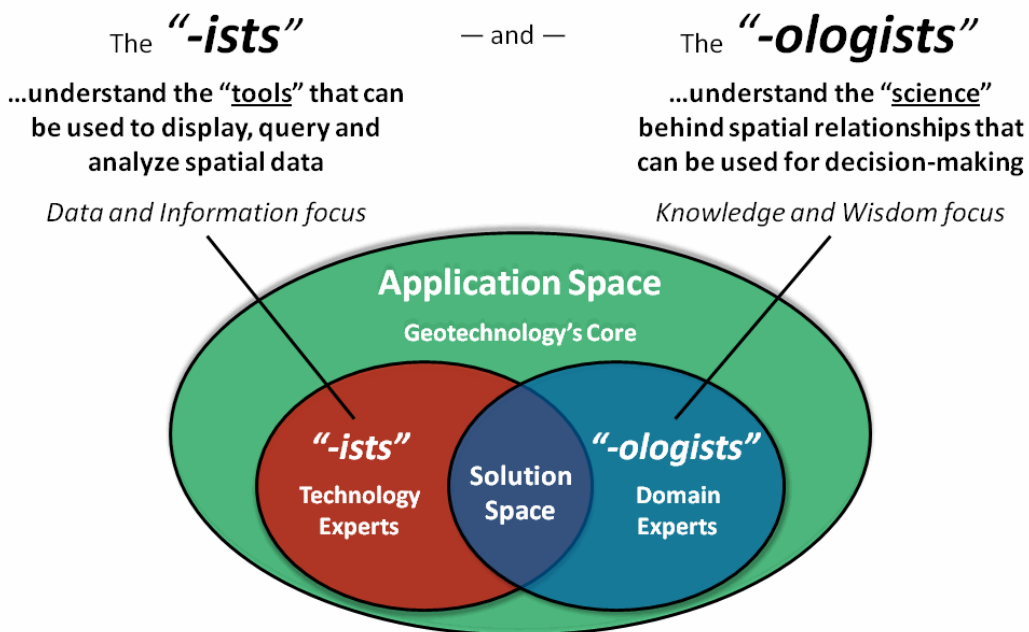 The “-ists” — and — The “-ologists”
...understand the “tools” that can
be used to display, query and
analyze spatial data
Data and Information focus
...understand the “science”
behind spatial relationships that
can be used for decision-making
Knowledge and Wisdom focus
Application Space
Geotechnology’s Core
“-ists”
Technology
Experts
Solution
Space
“-ologists”
Domain
Experts